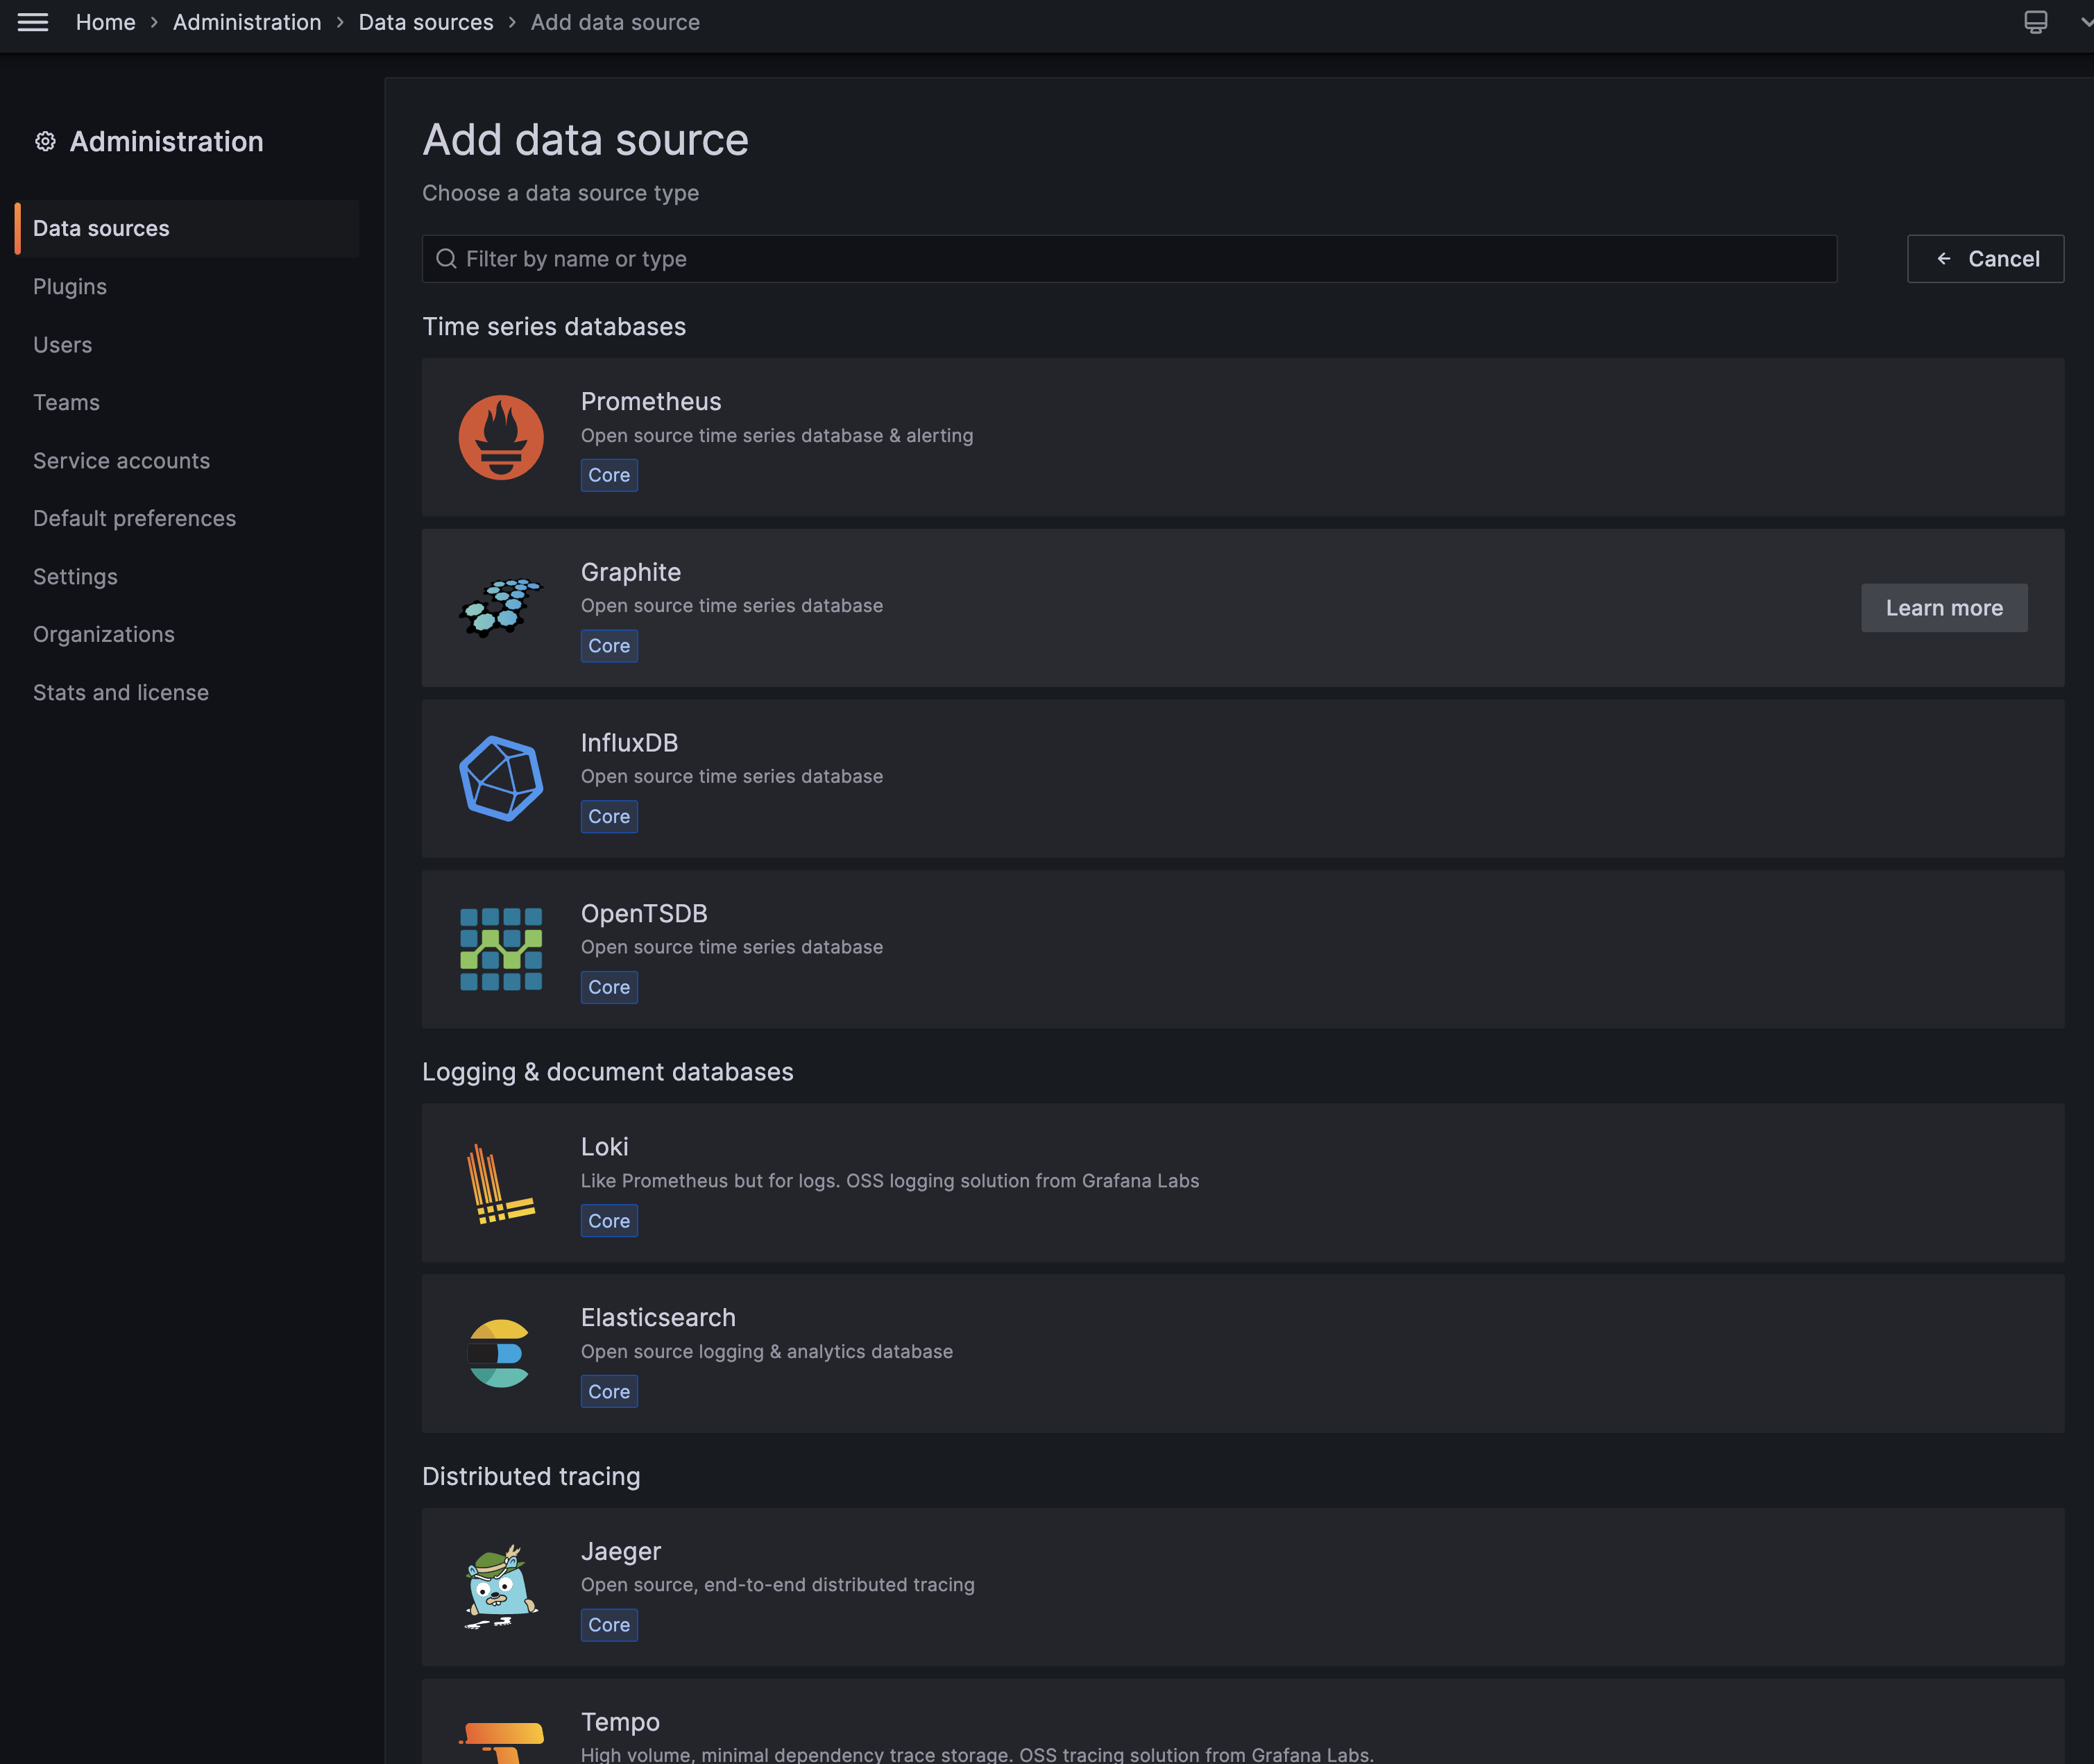 Home > Administration > Data sources > Add data source
Administration
Data sources
Plugins
Users
Teams
Service accounts
Default preferences
Settings
Organizations
Stats and license
Add data source
Choose a data source type
Filter by name or type
Cancel
Time series databases
Prometheus
Open source time series database & alerting
Core
Graphite
Open source time series database
Core
Learn more
InfluxDB
Open source time series database
Core
OpenTSDB
Open source time series database
Core
Logging & document databases
Loki
Like Prometheus but for logs. OSS logging solution from Grafana Labs
Core
Elasticsearch
Open source logging & analytics database
Core
Distributed tracing
Jaeger
Open source, end-to-end distributed tracing
Core
Tempo
High volume, minimal dependency trace storage. OSS tracing solution from Grafana Labs.